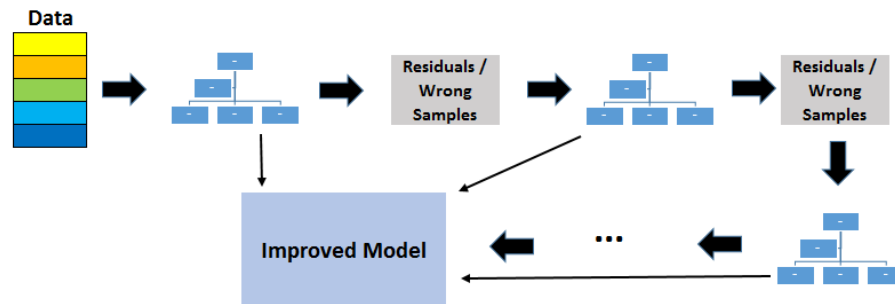 Data
Residuals /
Wrong
Samples
Residuals /
Wrong
Samples
-
-
- - -
-
-
- - -
Improved Model
...
-
-
- - -